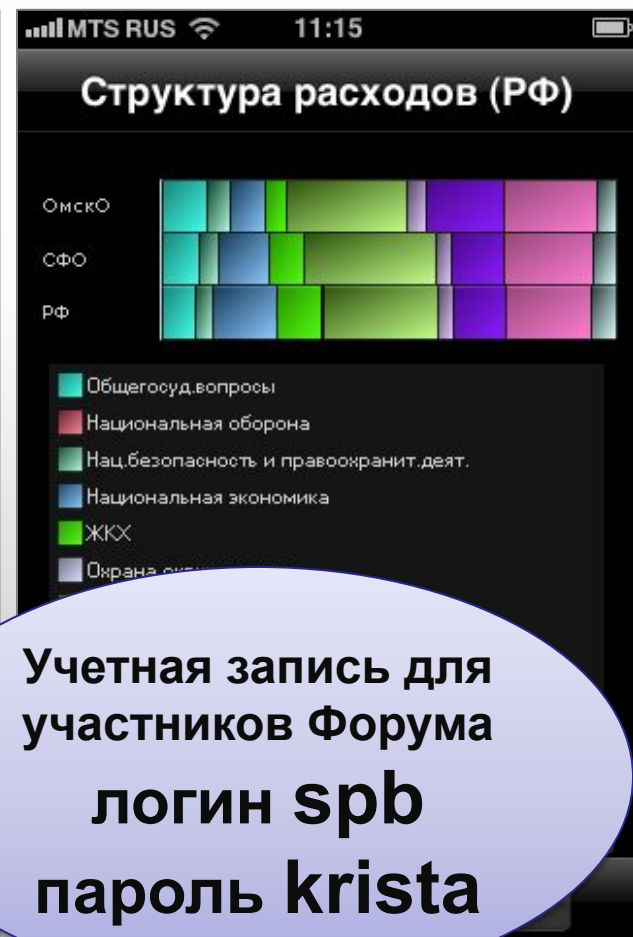 MTS RUS 11:15
Структура расходов (РФ)
ОмскО
СФО
РФ
Общегосуд.вопросы
Национальная оборона
Нац.безопасность и правоохранит.деят.
Национальная экономика
ЖКХ
Охрана
Учетная запись для
участников Форума
логин spb
пароль krista